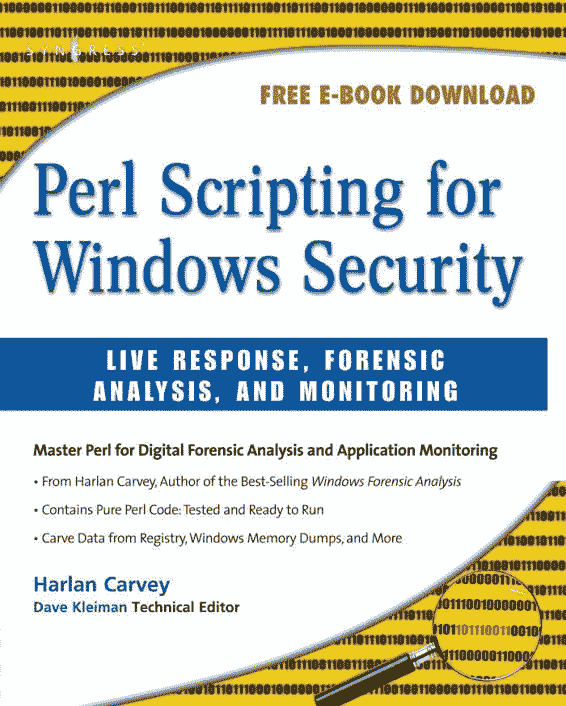 SYNGRESS
FREE E-BOOK DOWNLOAD
Perl Scripting for
Windows Security
LIVE RESPONSE, FORENSIC
ANALYSIS, AND MONITORING
Master Perl for Digital Forensic Analysis and Application Monitoring
• From Harlan Carvey, Author of the Best-Selling Windows Forensic Analysis
• Contains Pure Perl Code: Tested and Ready to Run
• Carve Data from Registry, Windows Memory Dumps, and More
Harlan Carvey
Dave Kleiman Technical Editor